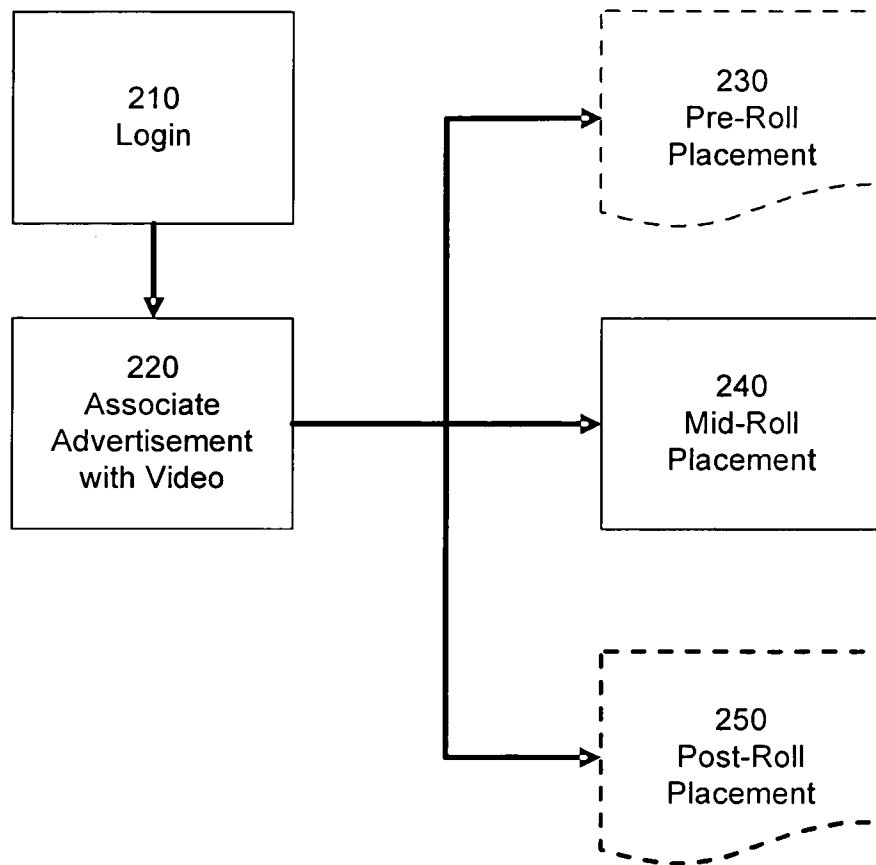 210
Login
220
Associate
Advertisement
with Video
230
Pre-Roll
Placement
240
Mid-Roll
Placement
250
Post-Roll
Placement